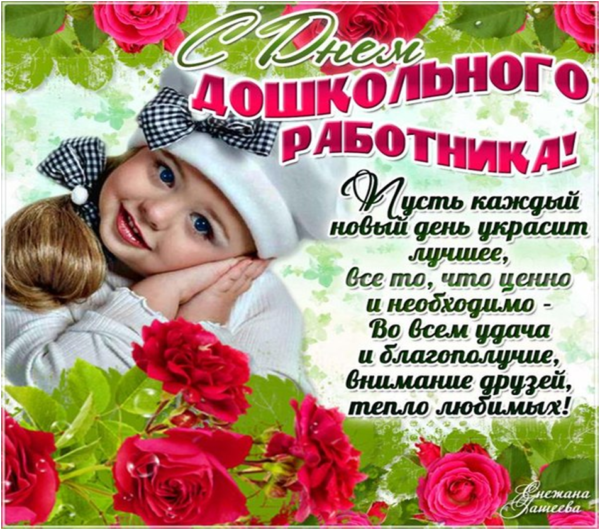 С Днем
ДОШКОЛЬНОГО
РАБОТНИКА!
Пусть каждый
новый день украсит
лучшее,
все то, что ценно
и необходимо -
Во всем удача
и благополучие,
внимание друзей,
тепло любимых!
Снежана